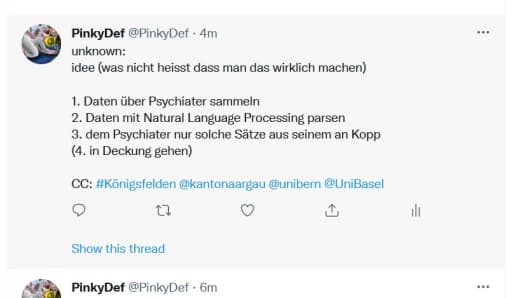 PinkyDef @PinkyDef · 4m
unknown:
idee (was nicht heisst dass man das wirklich machen)
1. Daten über Psychiater sammeln
2. Daten mit Natural Language Processing parsen
3. dem Psychiater nur solche Sätze aus seinem an Kopp
(4. in Deckung gehen)
CC: #Königsfelden @kantonaargau @unibern @UniBasel
Show this thread
PinkyDef @PinkyDef · 6m